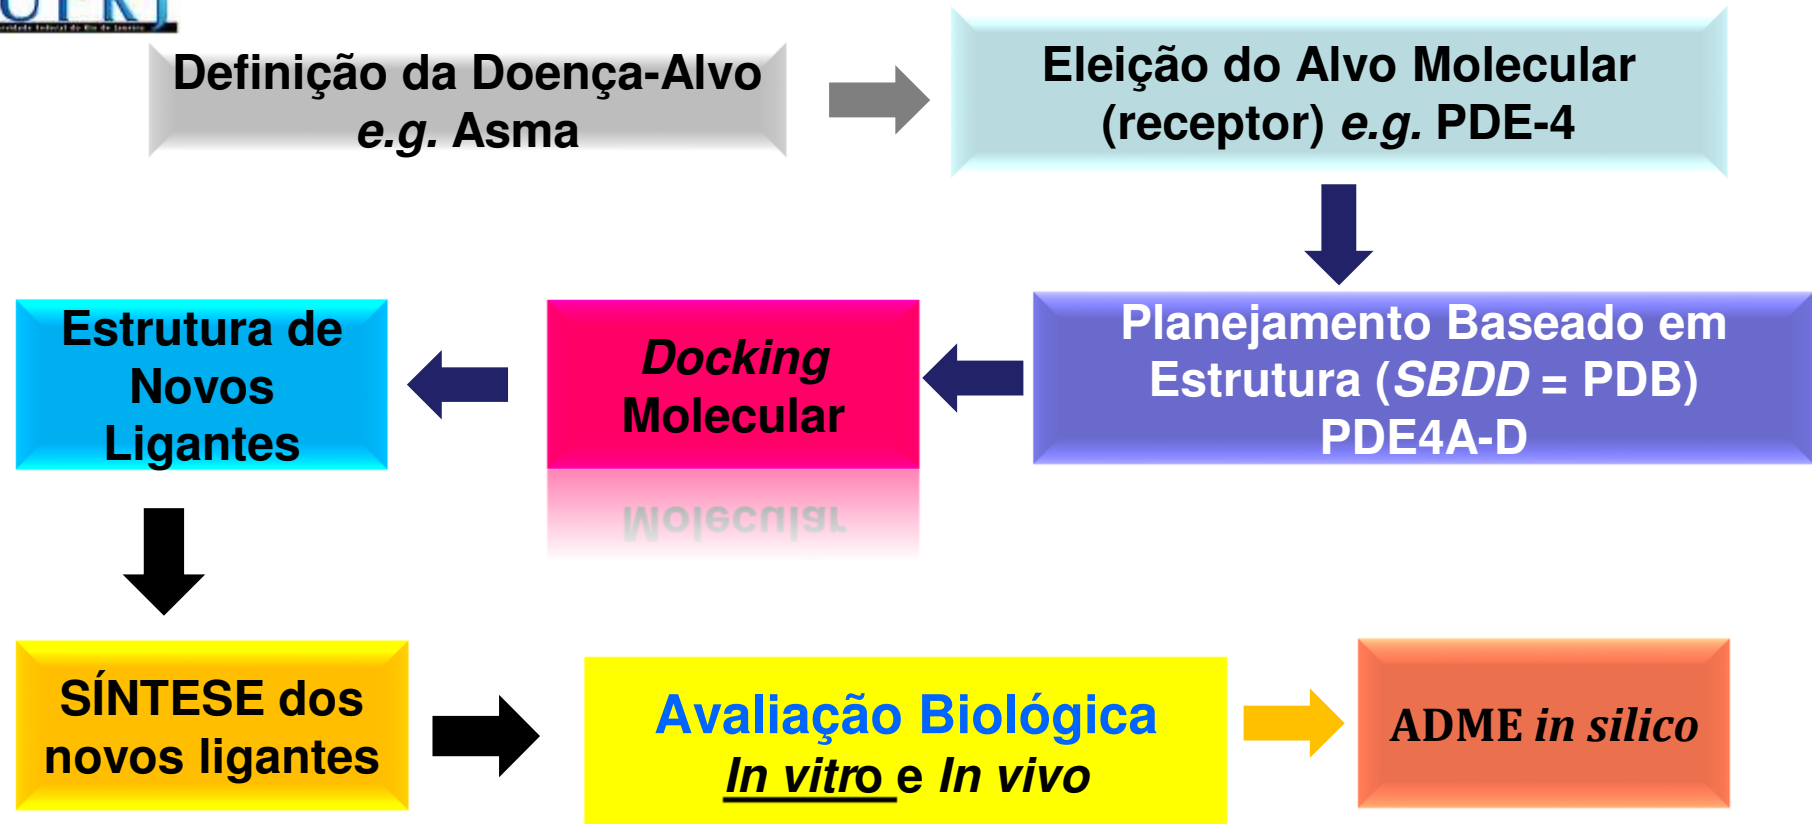 UFRJ
Definição da Doença-Alvo
e.g. Asma
Eleição do Alvo Molecular
(receptor) e.g. PDE-4
Planejamento Baseado em
Estrutura (SBDD = PDB)
PDE4A-D
Docking
Molecular
Estrutura de
Novos
Ligantes
SÍNTESE dos
novos ligantes
Avaliação Biológica
In vitro e In vivo
ADME in silico